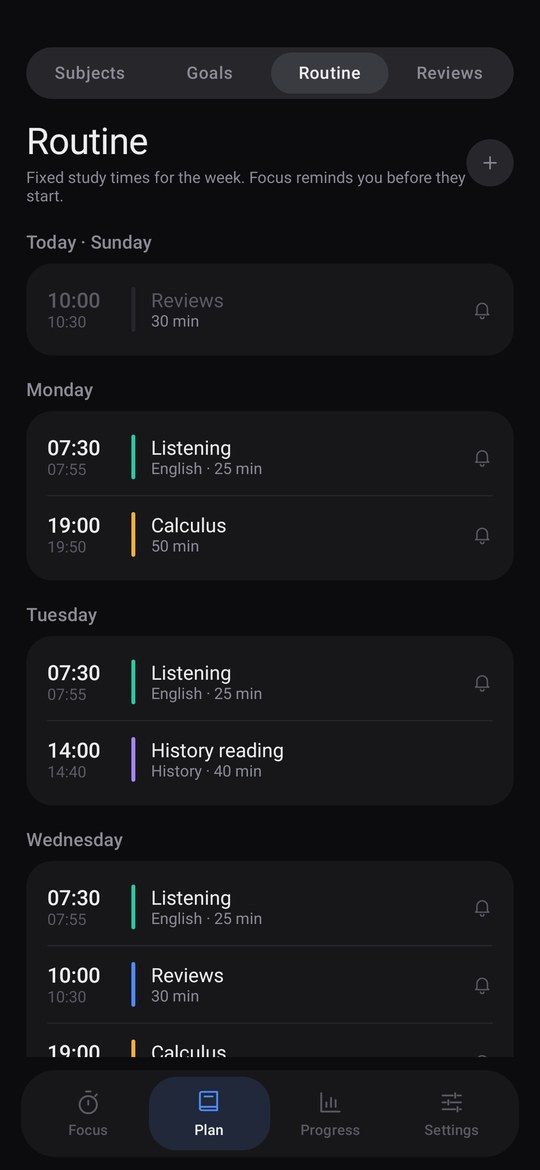 Subjects Goals Routine Reviews
Routine
Fixed study times for the week. Focus reminds you before they
start.
Today · Sunday
10:00 Reviews
10:30 30 min
Monday
07:30 Listening
07:55 English · 25 min
19:00 Calculus
19:50 50 min
Tuesday
07:30 Listening
07:55 English · 25 min
14:00 History reading
14:40 History · 40 min
Wednesday
07:30 Listening
07:55 English · 25 min
10:00 Reviews
10:30 30 min
19:00 Calculus
Focus Plan Progress Settings